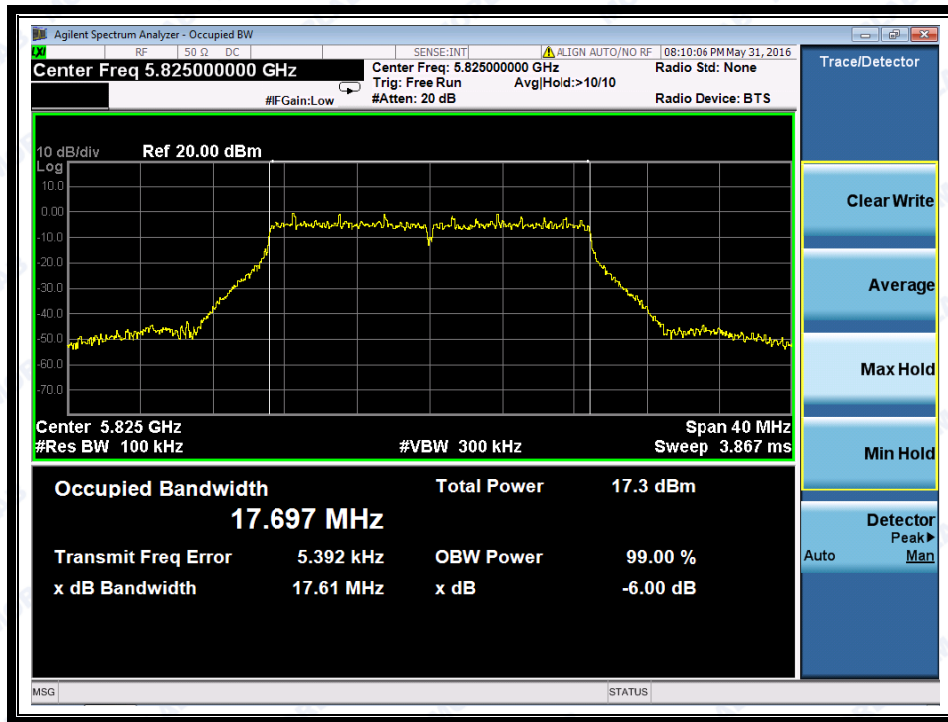 Agilent Spectrum Analyzer - Occupied BW
LXI RF 50 Ω DC SENSE:INT ALIGN AUTO/NO RF 08:10:06 PM May 31, 2016
Center Freq 5.825000000 GHz
Center Freq: 5.825000000 GHz
Radio Std: None
Trig: Free Run Avg|Hold:>10/10
#IFGain:Low #Atten: 20 dB Radio Device: BTS
10 dB/div Ref 20.00 dBm
Log
10.0
0.00
-10.0
-20.0
-30.0
-40.0
-50.0
-60.0
-70.0
Center 5.825 GHz Span 40 MHz
#Res BW 100 kHz #VBW 300 kHz Sweep 3.867 ms
Occupied Bandwidth Total Power 17.3 dBm
17.697 MHz
Transmit Freq Error 5.392 kHz OBW Power 99.00 %
x dB Bandwidth 17.61 MHz x dB -6.00 dB
MSG STATUS
Trace/Detector
Clear Write
Average
Max Hold
Min Hold
Detector
Peak▶
Auto Man